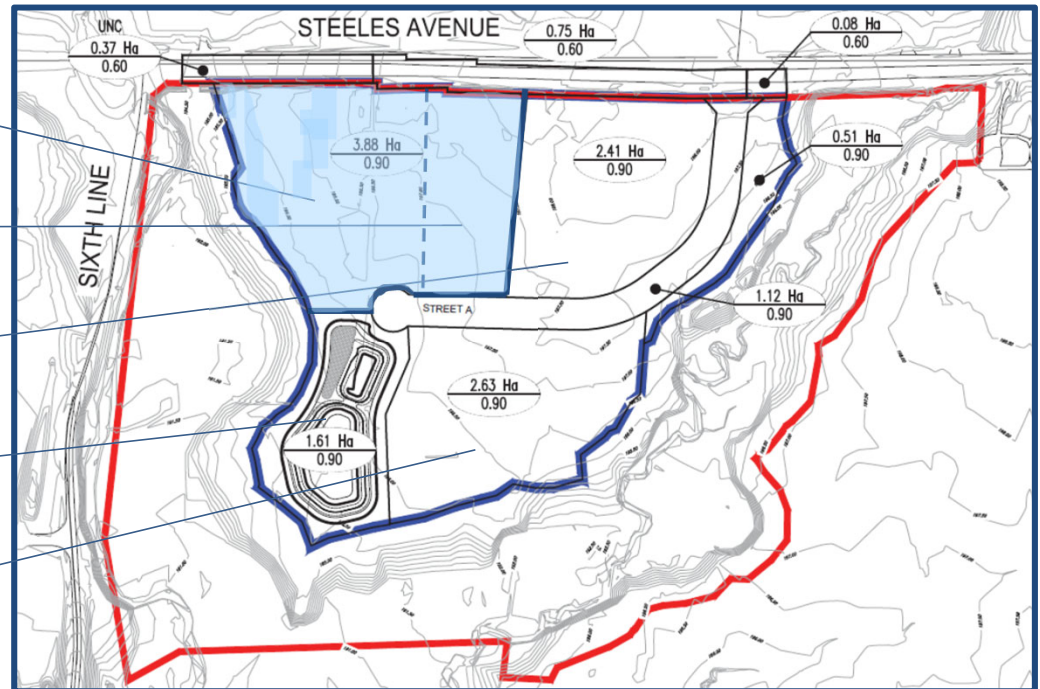 STEELES AVENUE
UNC
0.37 Ha
0.60
0.75 Ha
0.60
0.08 Ha
0.60
3.88 Ha
0.90
2.41 Ha
0.90
0.51 Ha
0.90
SIXTH LINE
STREET A
1.12 Ha
0.90
2.63 Ha
0.90
1.61 Ha
0.90